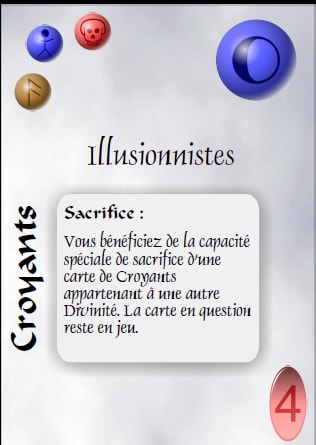 Illusionnistes
Croyants
Sacrifice :
Vous bénéficiez de la capacité
spéciale de sacrifice d'une
carte de Croyants
appartenant à une autre
Divinité. La carte en question
reste en jeu.
4